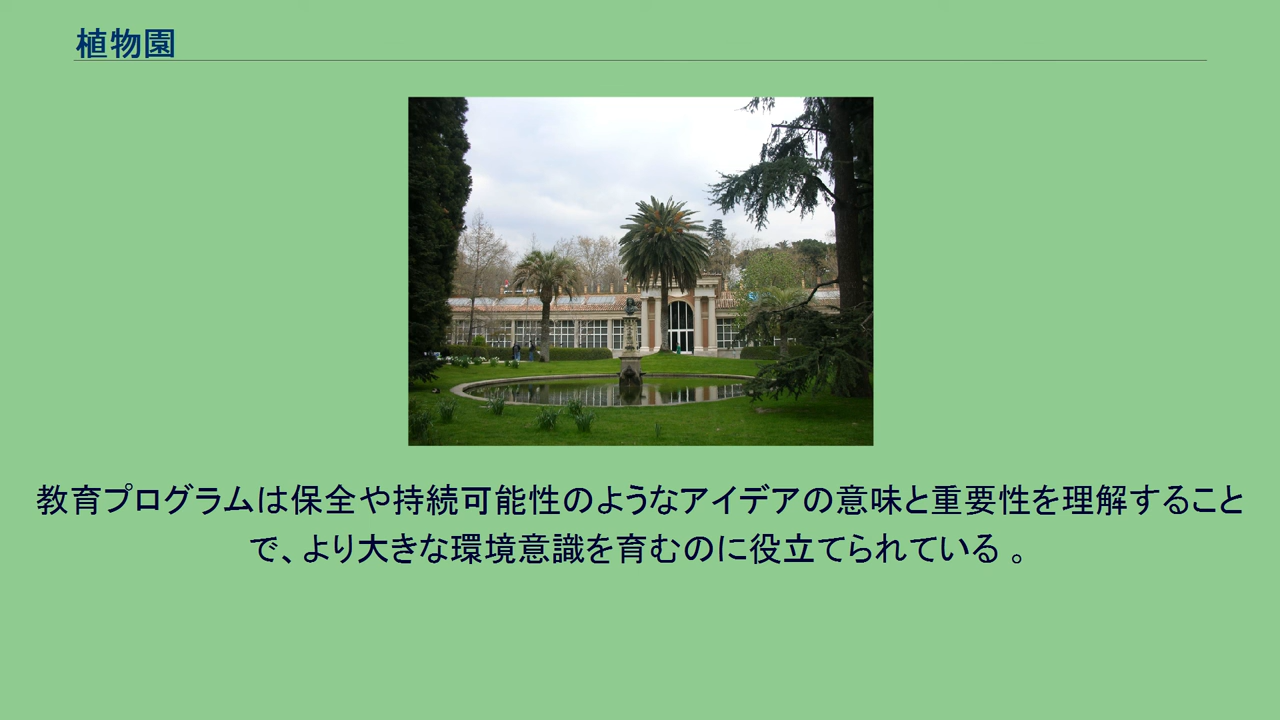 植物園
教育プログラムは保全や持続可能性のようなアイデアの意味と重要性を理解すること
で、より大きな環境意識を育むのに役立てられている 。